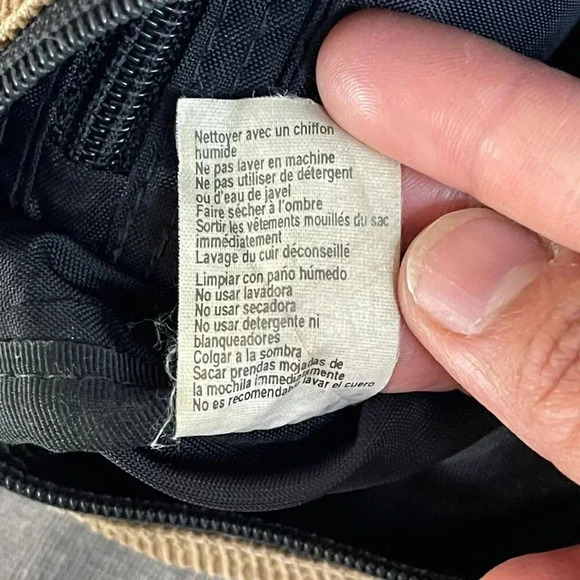 Nettoyer avec un chiffon
humide
Ne pas laver en machine
Ne pas utiliser de détergent
ou d'eau de javel
Faire sécher à l'ombre
Sortir les vêtements mouillés du sac
immédiatement
Lavage du cuir déconseillé
Limpiar con paño húmedo
No usar lavadora
No usar secadora
No usar detergente ni
blanqueadores
Colgar a la sombra
Sacar prendas mojadas de
la mochila immediatamente
No es recomendable lavar el cuero